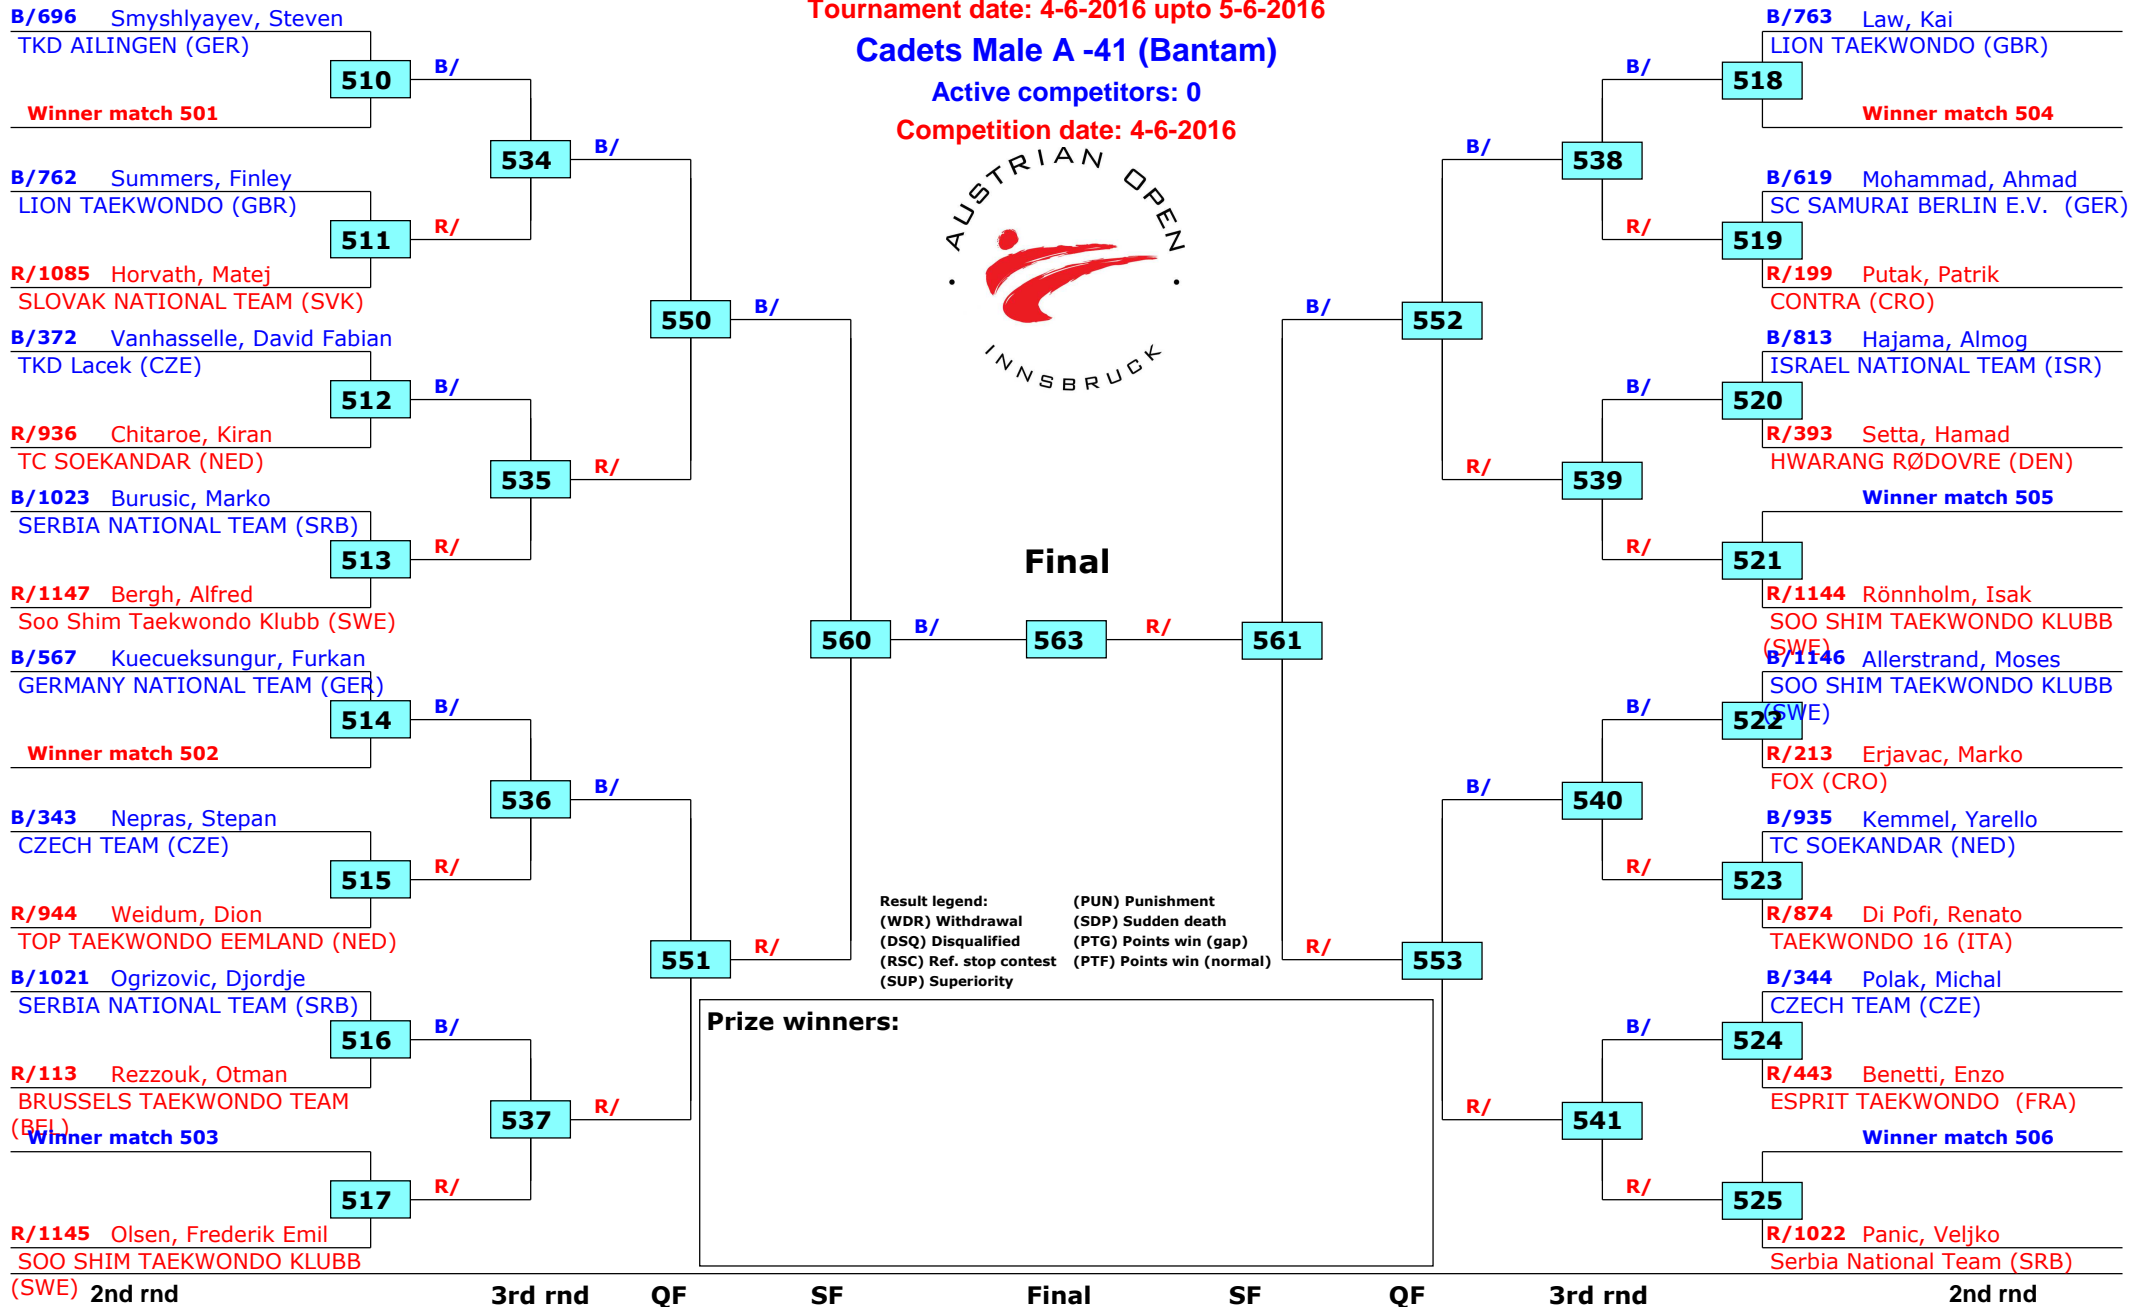 Tournament date: 4-6-2016 upto 5-6-2016
Cadets Male A -41 (Bantam)
Active competitors: 0
Competition date: 4-6-2016
AUSTRIAN OPEN
INNSBRUCK
B/696 Smyshlyayev, Steven
TKD AILINGEN (GER)
510
Winner match 501
B/762 Summers, Finley
LION TAEKWONDO (GBR)
511
R/1085 Horvath, Matej
SLOVAK NATIONAL TEAM (SVK)
B/372 Vanhasselle, David Fabian
TKD Lacek (CZE)
512
R/936 Chitaroe, Kiran
TC SOEKANDAR (NED)
B/1023 Burusic, Marko
SERBIA NATIONAL TEAM (SRB)
513
R/1147 Bergh, Alfred
Soo Shim Taekwondo Klubb (SWE)
B/567 Kuecueksungur, Furkan
GERMANY NATIONAL TEAM (GER)
514
Winner match 502
B/343 Nepras, Stepan
CZECH TEAM (CZE)
515
R/944 Weidum, Dion
TOP TAEKWONDO EEMLAND (NED)
B/1021 Ogrizovic, Djordje
SERBIA NATIONAL TEAM (SRB)
516
R/113 Rezzouk, Otman
BRUSSELS TAEKWONDO TEAM
(BEL)
Winner match 503
517
R/1145 Olsen, Frederik Emil
SOO SHIM TAEKWONDO KLUBB
(SWE)
B/
534
R/
B/
535
R/
B/
536
R/
B/
537
R/
B/
550
R/
B/
551
R/
B/
560
R/
Final
B/
563
R/
B/
561
R/
B/
552
R/
B/
553
R/
B/
538
R/
B/
539
R/
B/
540
R/
B/
541
R/
B/763 Law, Kai
LION TAEKWONDO (GBR)
518
Winner match 504
B/619 Mohammad, Ahmad
SC SAMURAI BERLIN E.V. (GER)
519
R/199 Putak, Patrik
CONTRA (CRO)
B/813 Hajama, Almog
ISRAEL NATIONAL TEAM (ISR)
520
R/393 Setta, Hamad
HWARANG RØDOVRE (DEN)
Winner match 505
521
R/1144 Rönnholm, Isak
SOO SHIM TAEKWONDO KLUBB
(SWE)
B/1146 Allerstrand, Moses
SOO SHIM TAEKWONDO KLUBB
(SWE)
522
R/213 Erjavac, Marko
FOX (CRO)
B/935 Kemmel, Yarello
TC SOEKANDAR (NED)
523
R/874 Di Pofi, Renato
TAEKWONDO 16 (ITA)
B/344 Polak, Michal
CZECH TEAM (CZE)
524
R/443 Benetti, Enzo
ESPRIT TAEKWONDO (FRA)
Winner match 506
525
R/1022 Panic, Veljko
Serbia National Team (SRB)
Result legend: (PUN) Punishment
(WDR) Withdrawal (SDP) Sudden death
(DSQ) Disqualified (PTG) Points win (gap)
(RSC) Ref. stop contest (PTF) Points win (normal)
(SUP) Superiority
Prize winners:
2nd rnd 3rd rnd QF SF Final SF QF 3rd rnd 2nd rnd